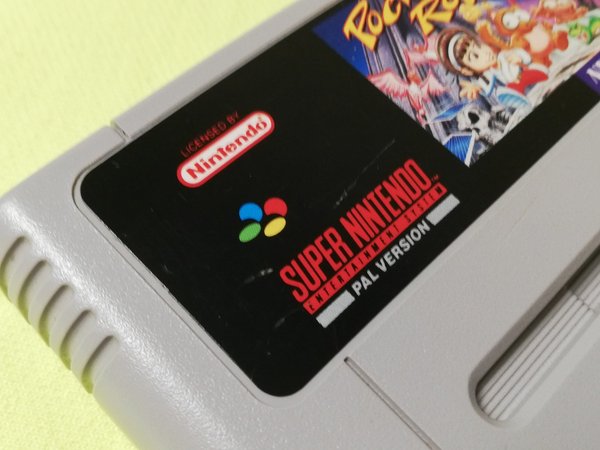 LICENSED BY
Nintendo
SUPER NINTENDO
ENTERTAINMENT SYSTEM
PAL VERSION